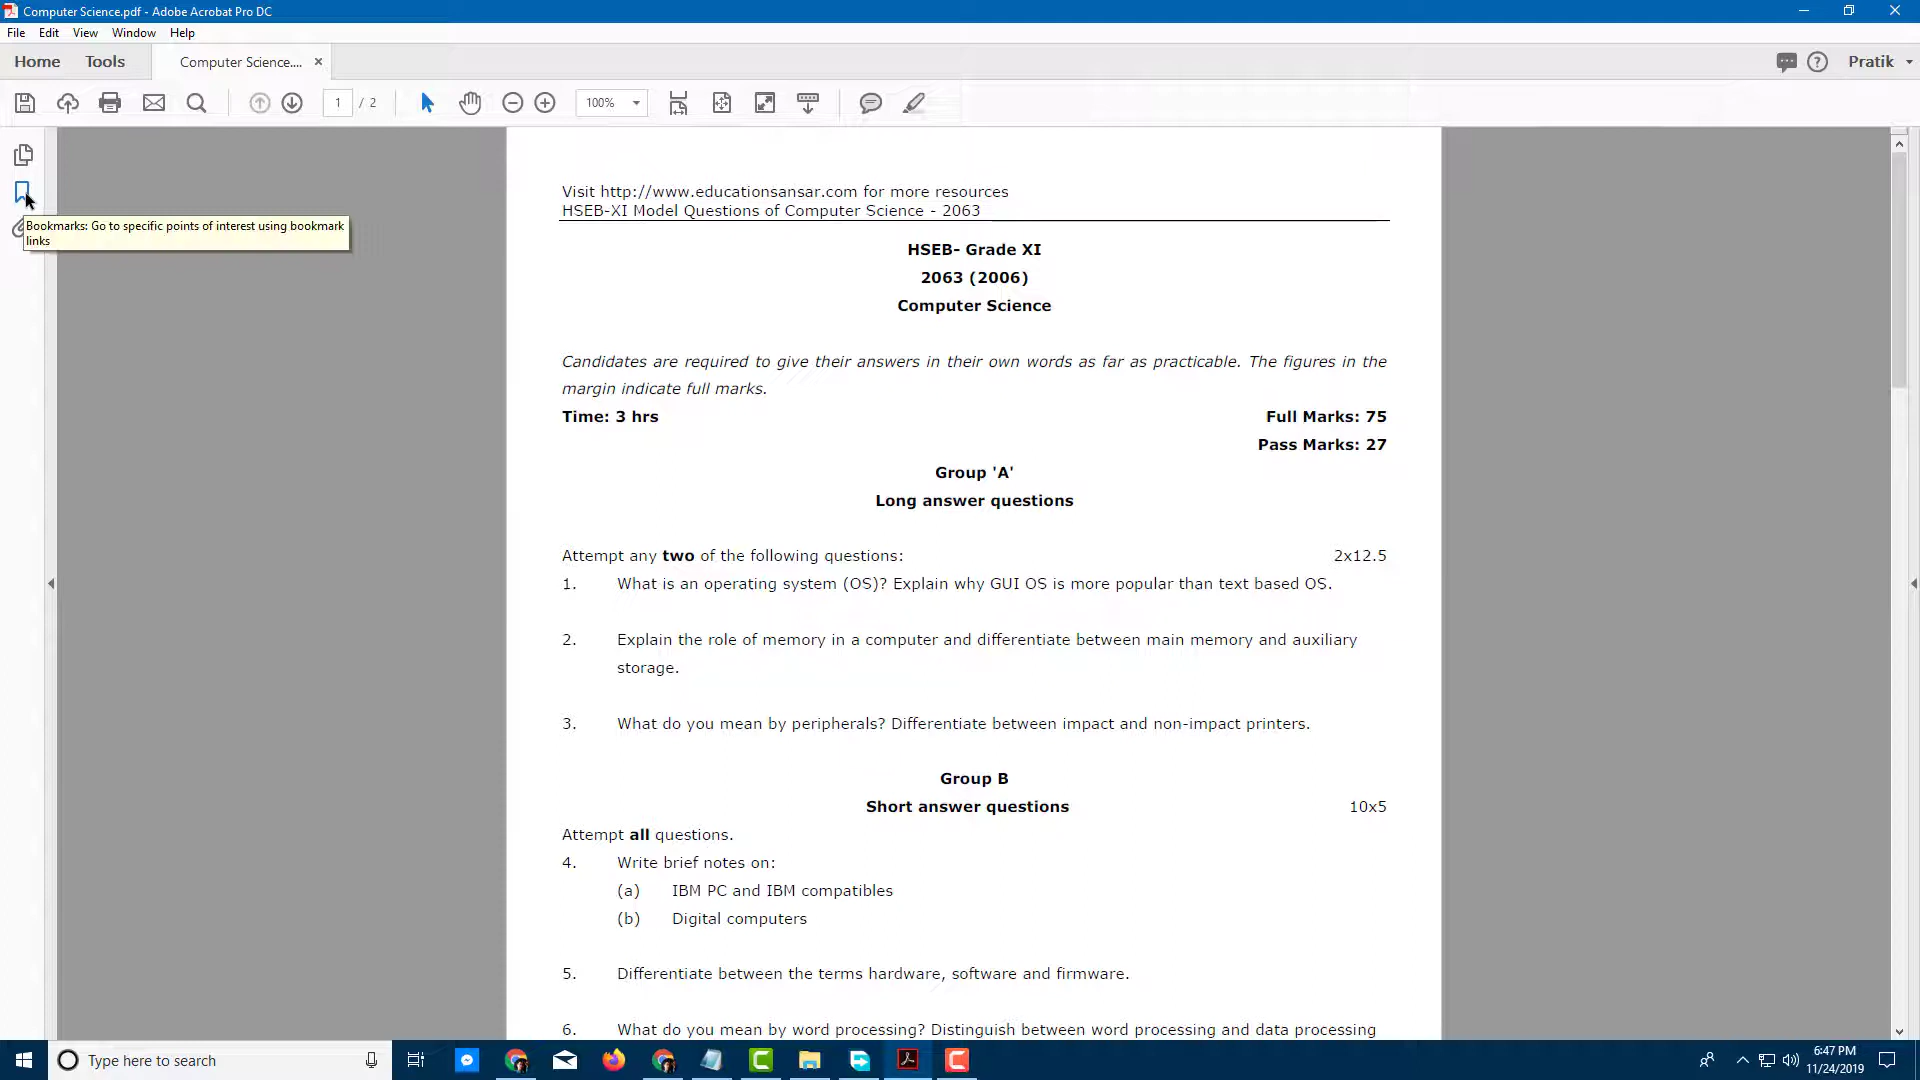 Computer Science.pdf - Adobe Acrobat Pro DC
File Edit View Window Help
Home Tools Computer Science.... × Pratik
1 / 2 100%
Bookmarks: Go to specific points of interest using bookmark
links
Visit http://www.educationsansar.com for more resources
HSEB-XI Model Questions of Computer Science - 2063
HSEB- Grade XI
2063 (2006)
Computer Science
Candidates are required to give their answers in their own words as far as practicable. The figures in the
margin indicate full marks.
Time: 3 hrs Full Marks: 75
Pass Marks: 27
Group 'A'
Long answer questions
Attempt any two of the following questions: 2x12.5
1. What is an operating system (OS)? Explain why GUI OS is more popular than text based OS.
2. Explain the role of memory in a computer and differentiate between main memory and auxiliary
storage.
3. What do you mean by peripherals? Differentiate between impact and non-impact printers.
Group B
Short answer questions 10x5
Attempt all questions.
4. Write brief notes on:
(a) IBM PC and IBM compatibles
(b) Digital computers
5. Differentiate between the terms hardware, software and firmware.
6. What do you mean by word processing? Distinguish between word processing and data processing
Type here to search
6:47 PM
11/24/2019